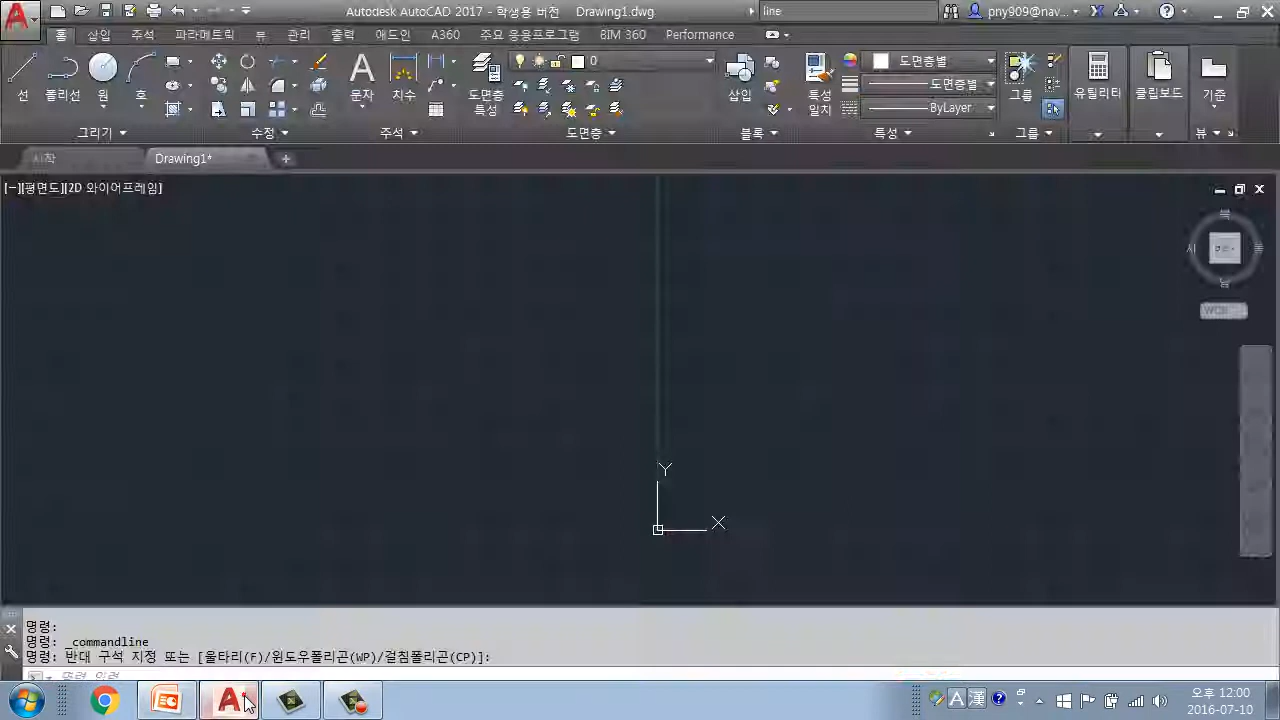 Autodesk AutoCAD 2017 - 학생용 버전 Drawing1.dwg line pny909@nav...
홈 삽입 주석 파라메트릭 뷰 관리 출력 애드인 A360 주요 응용프로그램 BIM 360 Performance
선 폴리선 원 호 문자 치수 도면층 특성 0 삽입 특성 일치 도면층별 그룹 유틸리티 클립보드 기준
도면층별
ByLayer
그리기 수정 주석 도면층 블록 특성 그룹 뷰
시작 Drawing1* +
[−][평면도][2D 와이어프레임]
WCS
Y
X
명령:
명령: _commandline
명령: 반대 구석 지정 또는 [울타리(F)/윈도우폴리곤(WP)/걸침폴리곤(CP)]:
명령 입력
A 漢 오후 12:00
2016-07-10